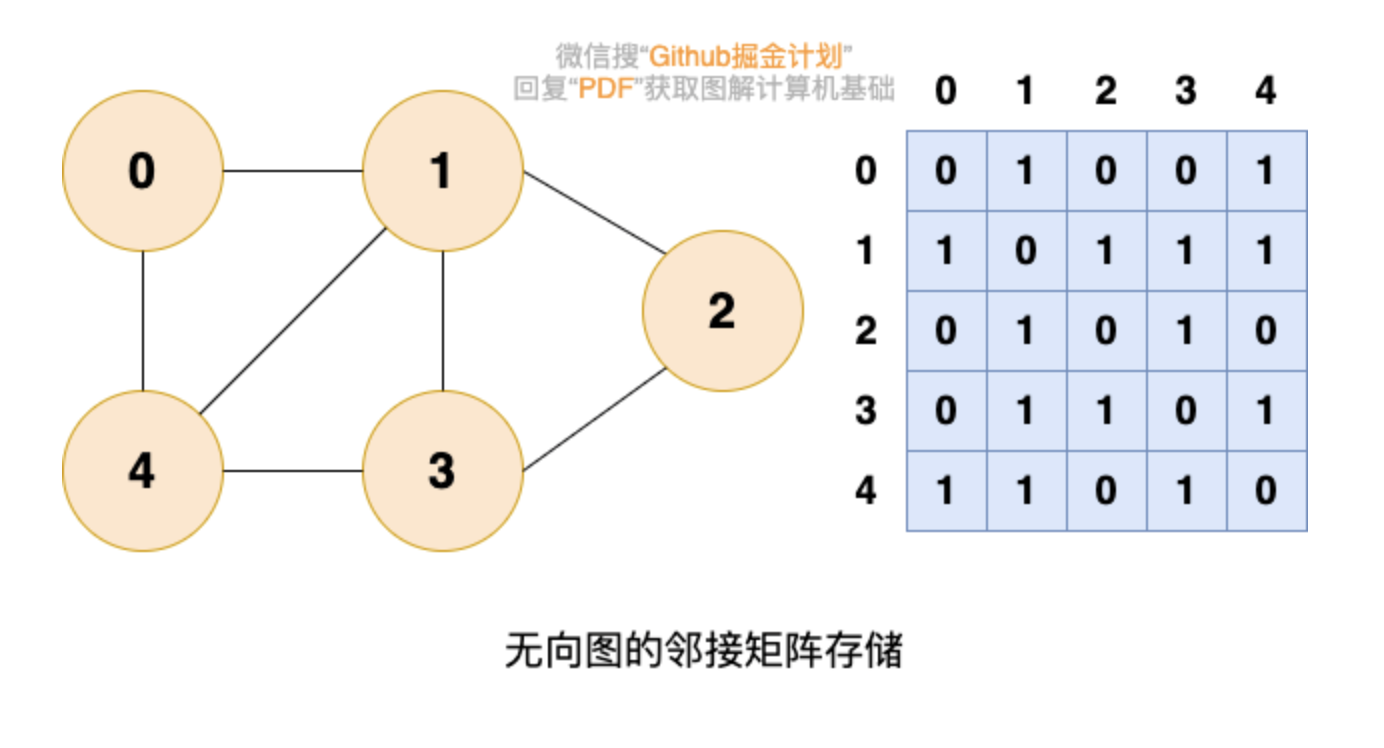 微信搜“Github掘金计划”
回复“PDF”获取图解计算机基础
0 1 2 3 4
0 0 1 0 0 1
1 1 0 1 1 1
2 0 1 0 1 0
3 0 1 1 0 1
4 1 1 0 1 0
0 1
2
4 3
无向图的邻接矩阵存储